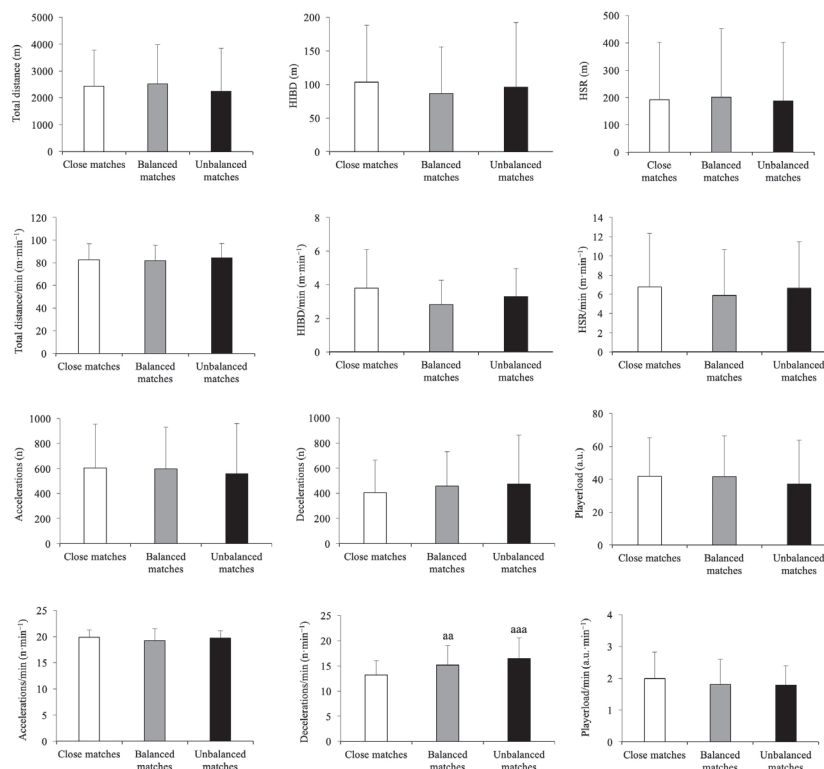 Total distance (m)
5000
4000
3000
2000
1000
0
Close matches
Balanced
matches
Unbalanced
matches
HIBD
(m)
200
150
100
50
0
Close matches
Balanced
matches
Unbalanced
matches
HSR
(m)
500
400
300
200
100
0
Close
matches
Balanced
matches
Unbalanced
matches
Total distance/min (m·min⁻¹)
120
100
80
60
40
20
0
Close matches
Balanced
matches
Unbalanced
matches
HIBD/min (m·min⁻¹)
8
6
4
2
0
Close matches
Balanced
matches
Unbalanced
matches
HSR/min (m·min⁻¹)
14
12
10
8
6
4
2
0
Close matches
Balanced
matches
Unbalanced
matches
Accelerations (n)
1000
800
600
400
200
0
Close matches
Balanced
matches
Unbalanced
matches
Decelerations (n)
1000
800
600
400
200
0
Close matches
Balanced
matches
Unbalanced
matches
Playerload (a.u.)
80
60
40
20
0
Close matches
Balanced
matches
Unbalanced
matches
Accelerations/min (n·min⁻¹)
25
20
15
10
5
0
Close matches
Balanced
matches
Unbalanced
matches
Decelerations/min (n·min⁻¹)
25
20
15
10
5
0
aa
aaa
Close matches
Balanced
matches
Unbalanced
matches
Playerload/min (a.u.·min⁻¹)
4
3
2
1
0
Close matches
Balanced
matches
Unbalanced
matches